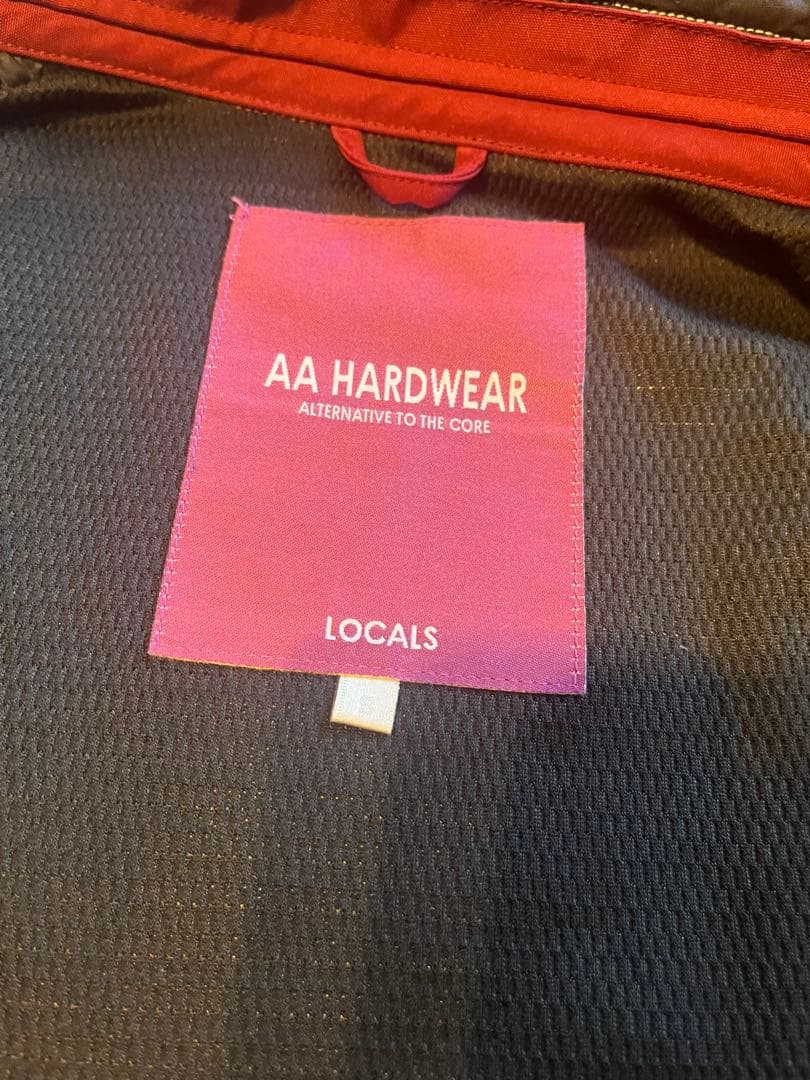 AA HARDWEAR
ALTERNATIVE TO THE CORE
LOCALS
S